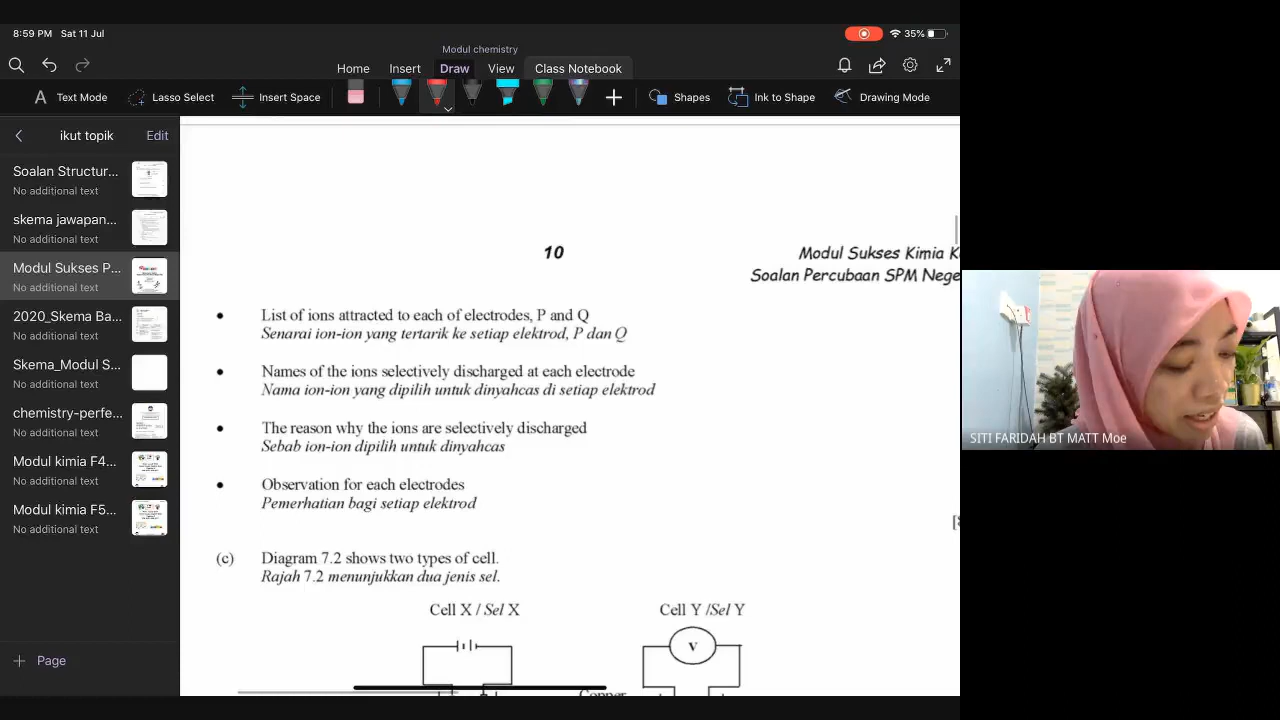 8:59 PM Sat 11 Jul
35%
Modul chemistry
Home Insert Draw View Class Notebook
Text Mode Lasso Select Insert Space Shapes Ink to Shape Drawing Mode
ikut topik Edit
Soalan Structur...
No additional text
skema jawapan...
No additional text
Modul Sukses P...
No additional text
2020_Skema Ba...
No additional text
Skema_Modul S...
No additional text
chemistry-perfe...
No additional text
Modul kimia F4...
No additional text
Modul kimia F5...
No additional text
Page
10
Modul Sukses Kimia K
Soalan Percubaan SPM Nege
• List of ions attracted to each of electrodes, P and Q
Senarai ion-ion yang tertarik ke setiap elektrod, P dan Q
• Names of the ions selectively discharged at each electrode
Nama ion-ion yang dipilih untuk dinyahcas di setiap elektrod
• The reason why the ions are selectively discharged
Sebab ion-ion dipilih untuk dinyahcas
• Observation for each electrodes
Pemerhatian bagi setiap elektrod
(c) Diagram 7.2 shows two types of cell.
Rajah 7.2 menunjukkan dua jenis sel.
Cell X / Sel X
Cell Y /Sel Y
V
Copper
SITI FARIDAH BT MATT Moe